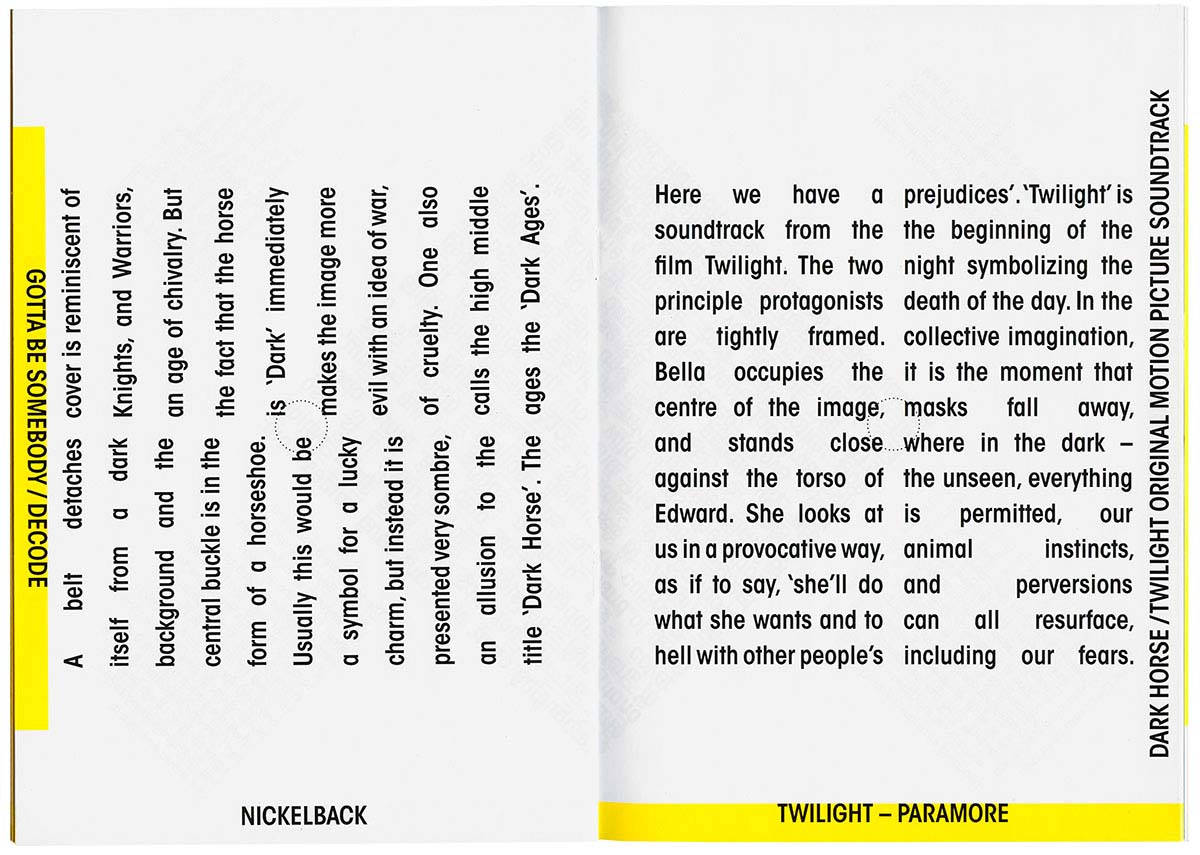 GOTTA BE SOMEBODY / DECODE
A belt detaches
itself from a dark
background and the
central buckle is in the
form of a horseshoe.
Usually this would be
a symbol for a lucky
charm, but instead it is
presented very sombre,
an allusion to the
title ‘Dark Horse’. The
cover is reminiscent of
Knights, and Warriors,
an age of chivalry. But
the fact that the horse
is ‘Dark’ immediately
makes the image more
evil with an idea of war,
of cruelty. One also
calls the high middle
ages the ‘Dark Ages’.
NICKELBACK
Here we have a
soundtrack from the
film Twilight. The two
principle protagonists
are tightly framed.
Bella occupies the
centre of the image,
and stands close
against the torso of
Edward. She looks at
us in a provocative way,
as if to say, ‘she’ll do
what she wants and to
hell with other people’s
prejudices’. ‘Twilight’ is
the beginning of the
night symbolizing the
death of the day. In the
collective imagination,
it is the moment that
masks fall away,
where in the dark –
the unseen, everything
is permitted, our
animal instincts,
and perversions
can all resurface,
including our fears.
DARK HORSE / TWILIGHT ORIGINAL MOTION PICTURE SOUNDTRACK
TWILIGHT – PARAMORE